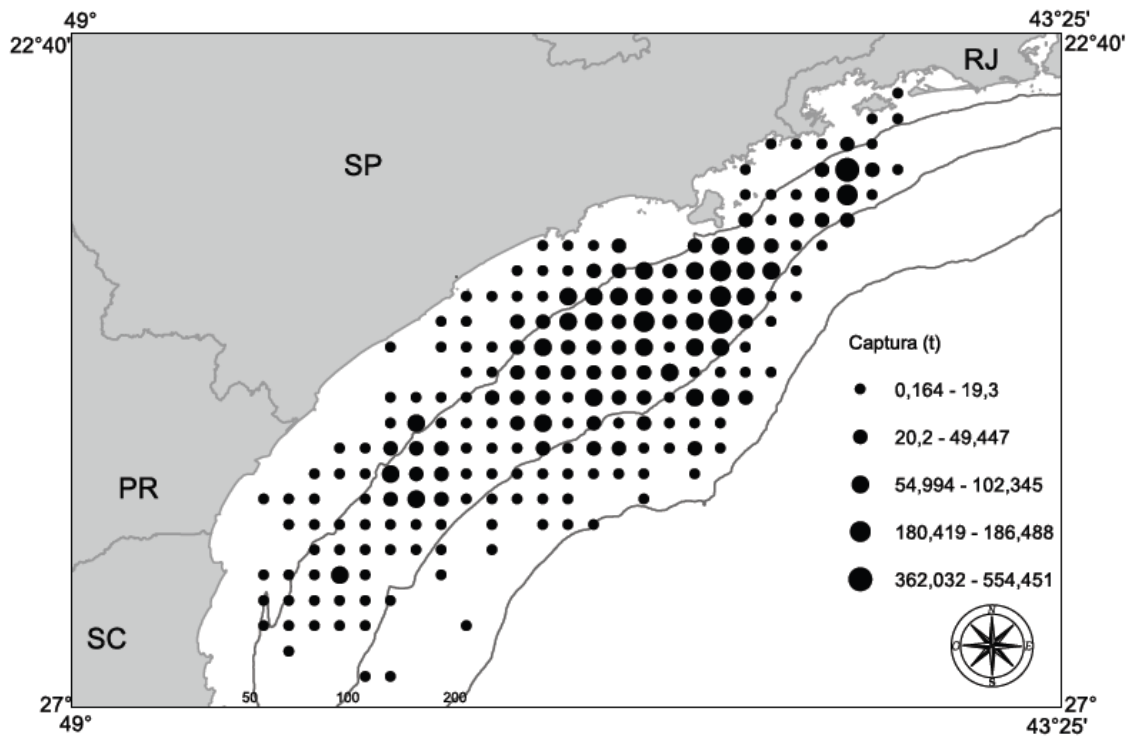 49°
43°25'
22°40'
22°40'
RJ
SP
Captura (t)
0,164 - 19,3
20,2 - 49,447
PR
54,994 - 102,345
180,419 - 186,488
362,032 - 554,451
N
SC
O
E
S
50
100
200
27°
27°
49°
43°25'